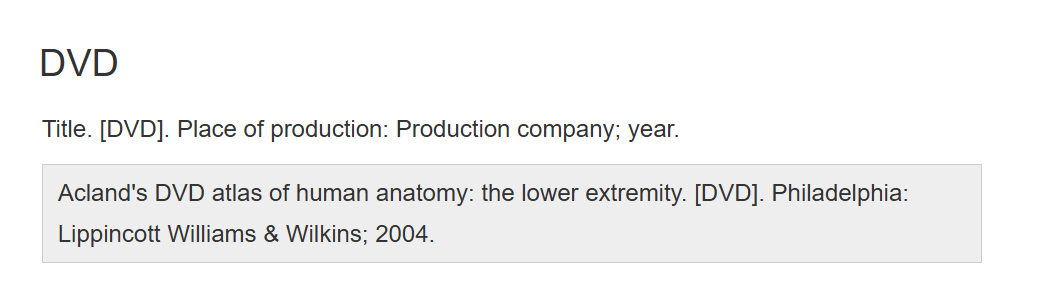 DVD
Title. [DVD]. Place of production: Production company; year.
Acland's DVD atlas of human anatomy: the lower extremity. [DVD]. Philadelphia:
Lippincott Williams & Wilkins; 2004.